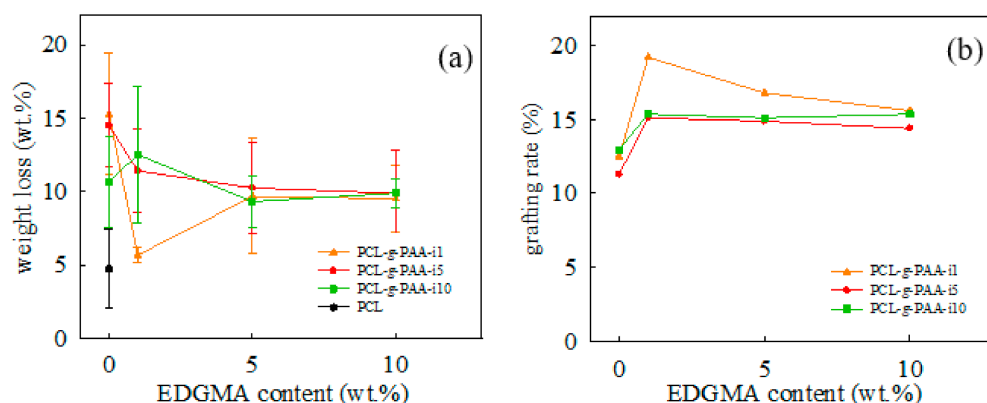 (a)
weight loss (wt.%)
20
15
10
5
0
PCL-g-PAA-i1
PCL-g-PAA-i5
PCL-g-PAA-i10
PCL
0 5 10
EDGMA content (wt.%)
(b)
grafting rate (%)
20
15
10
5
0
PCL-g-PAA-i1
PCL-g-PAA-i5
PCL-g-PAA-i10
0 5 10
EDGMA content (wt.%)